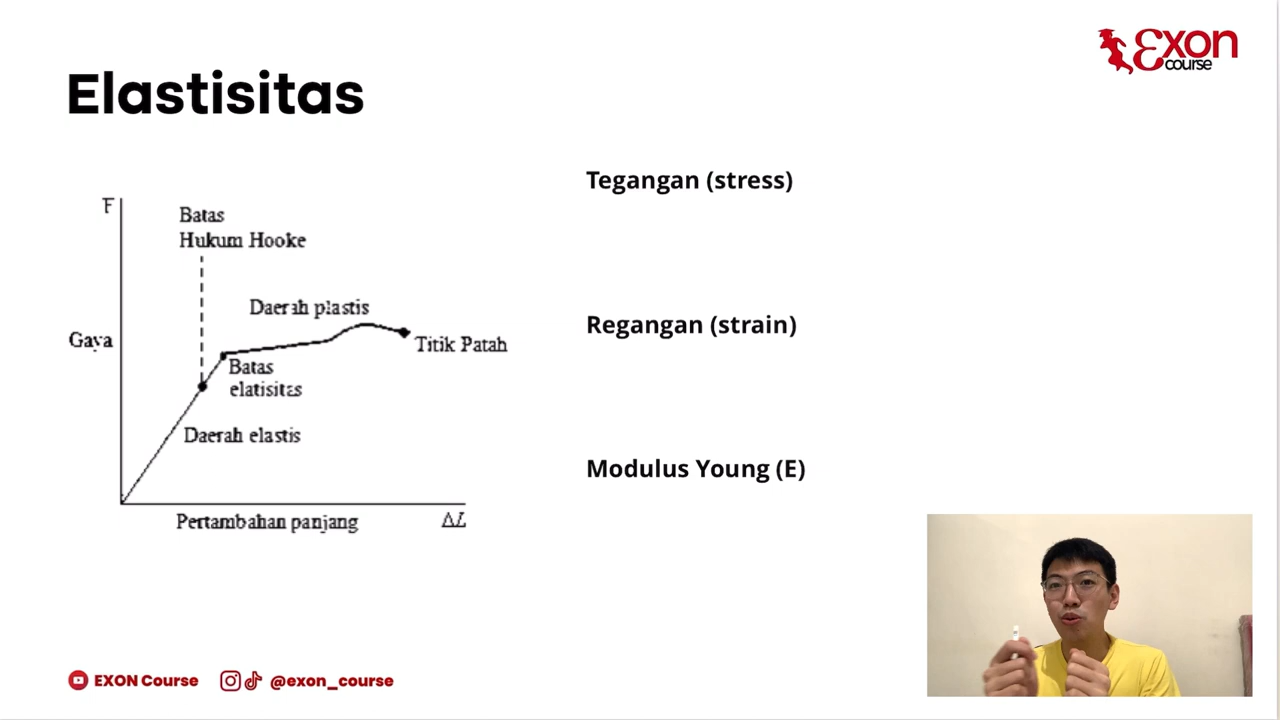 Exon
course
Elastisitas
F
Batas
Hukum Hooke
Daerah plastis
Gaya
Titik Patah
Batas
elatisitas
Daerah elastis
Pertambahan panjang
ΔL
Tegangan (stress)
Regangan (strain)
Modulus Young (E)
EXON Course
@exon_course